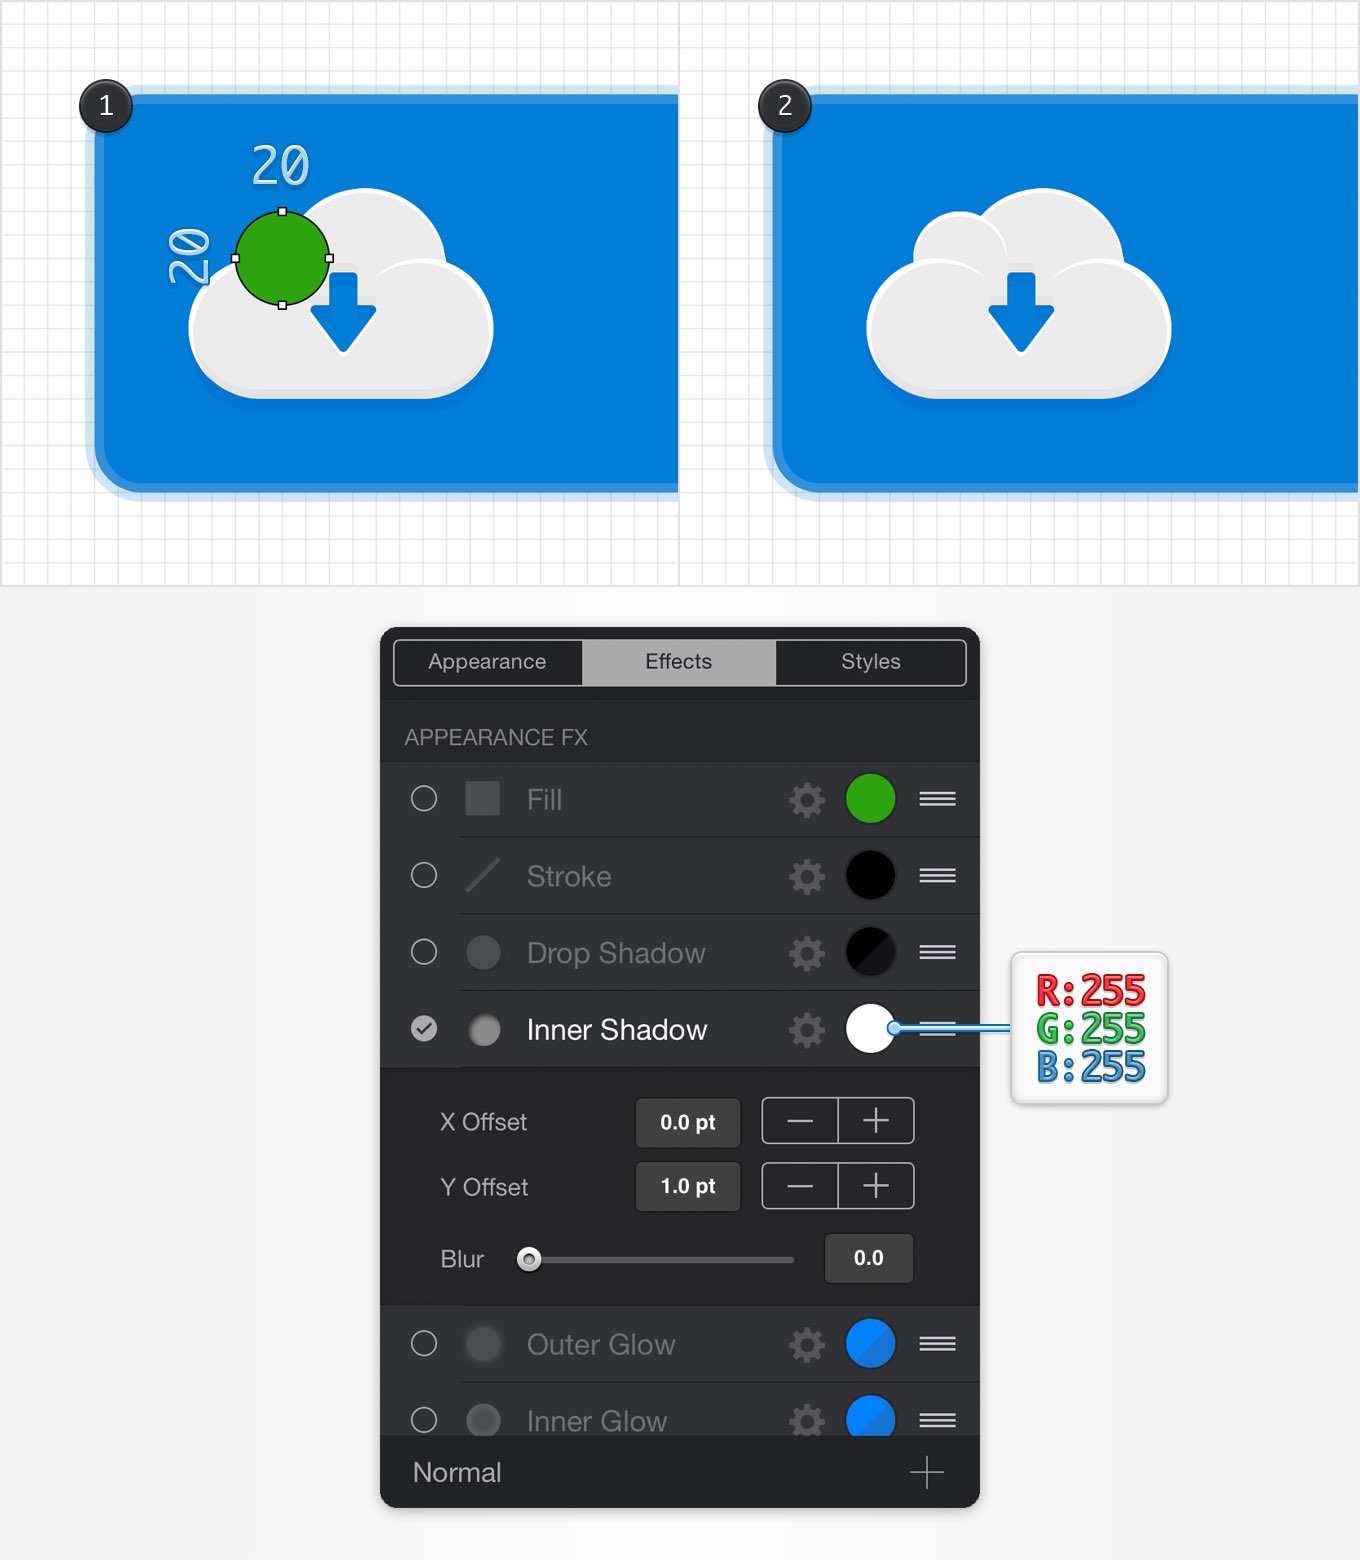 1
2
20
20
Appearance
Effects
Styles
APPEARANCE FX
Fill
Stroke
Drop Shadow
Inner Shadow
R:255
G:255
B:255
X Offset
0.0 pt
Y Offset
1.0 pt
Blur
0.0
Outer Glow
Inner Glow
Normal